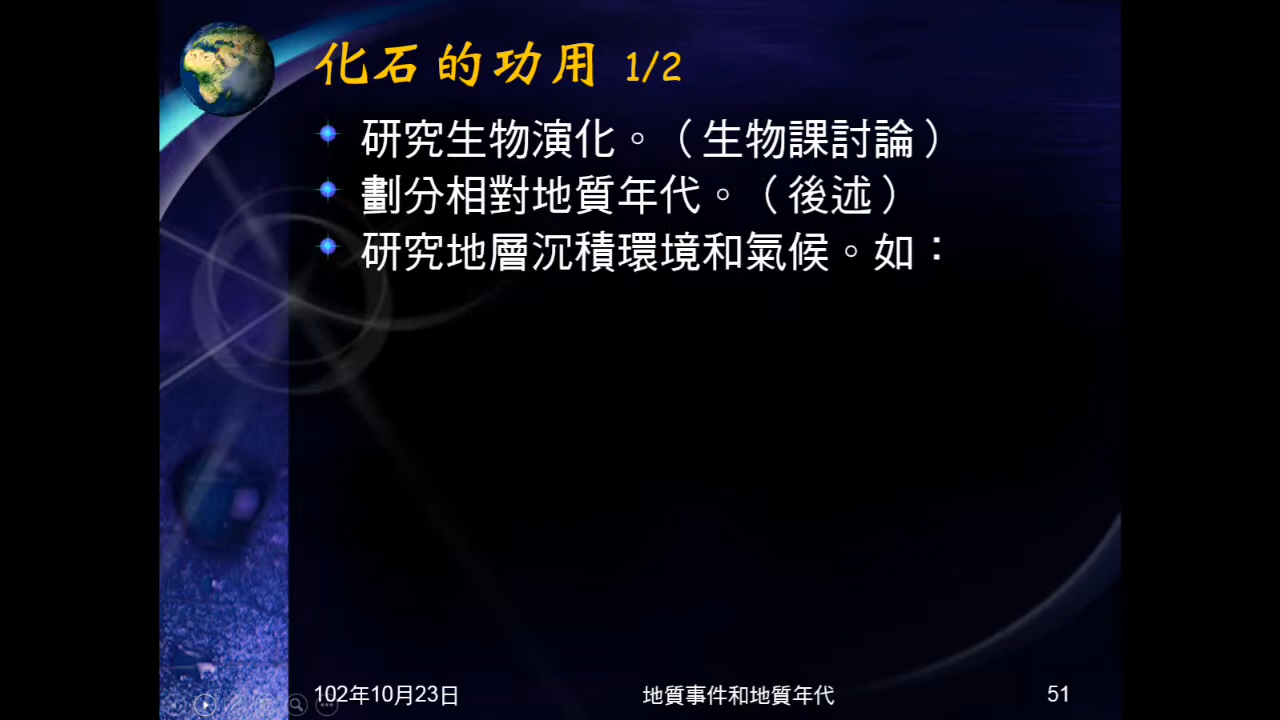 化石的功用 1/2
研究生物演化。（生物課討論）
劃分相對地質年代。（後述）
研究地層沉積環境和氣候。如：
102年10月23日
地質事件和地質年代
51